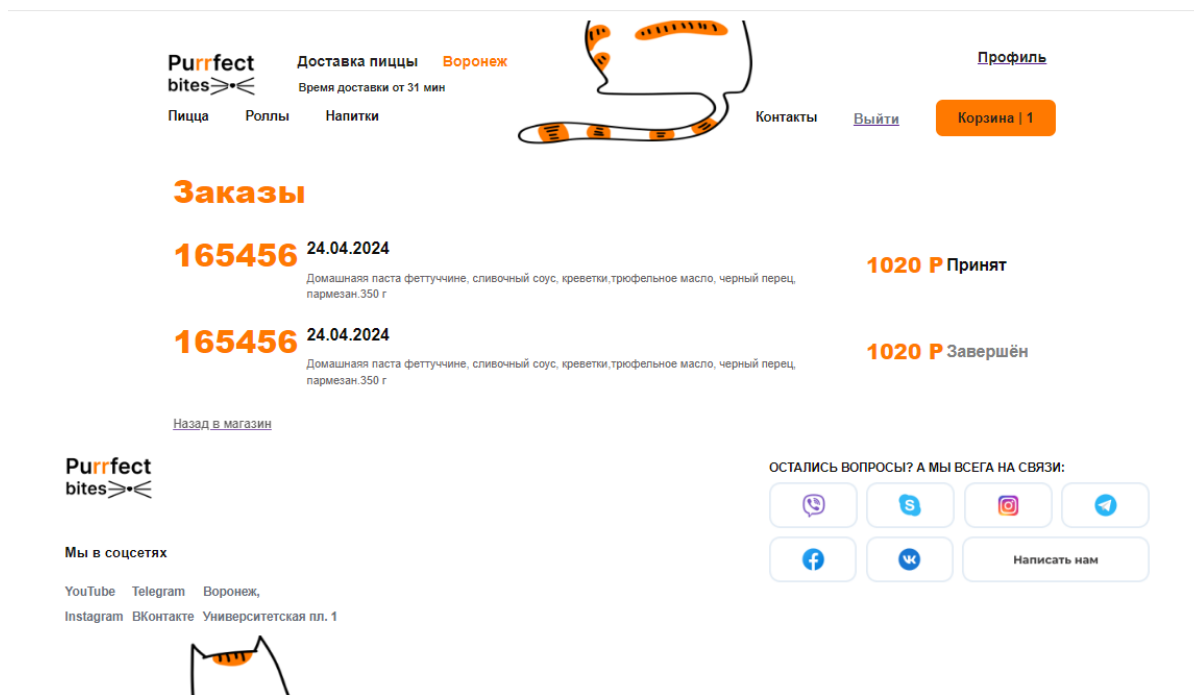 Purrfect
bites
Доставка пиццы Воронеж
Время доставки от 31 мин
Профиль
Пицца Роллы Напитки
Контакты Выйти Корзина | 1
Заказы
165456 24.04.2024
Домашнаяя паста феттуччине, сливочный соус, креветки,трюфельное масло, черный перец,
пармезан.350 г
1020 Р Принят
165456 24.04.2024
Домашнаяя паста феттуччине, сливочный соус, креветки,трюфельное масло, черный перец,
пармезан.350 г
1020 Р Завершён
Назад в магазин
Purrfect
bites
ОСТАЛИСЬ ВОПРОСЫ? А МЫ ВСЕГА НА СВЯЗИ:
Написать нам
Мы в соцсетях
YouTube Telegram Воронеж,
Instagram ВКонтакте Университетская пл. 1